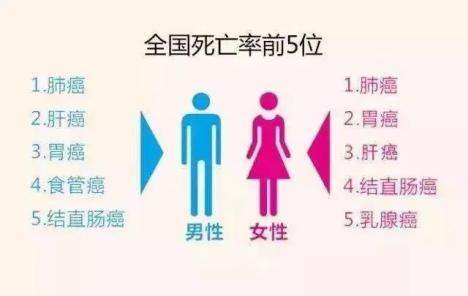 全国死亡率前5位
1.肺癌
2.肝癌
3.胃癌
4.食管癌
5.结直肠癌
男性
女性
1.肺癌
2.胃癌
3.肝癌
4.结直肠癌
5.乳腺癌